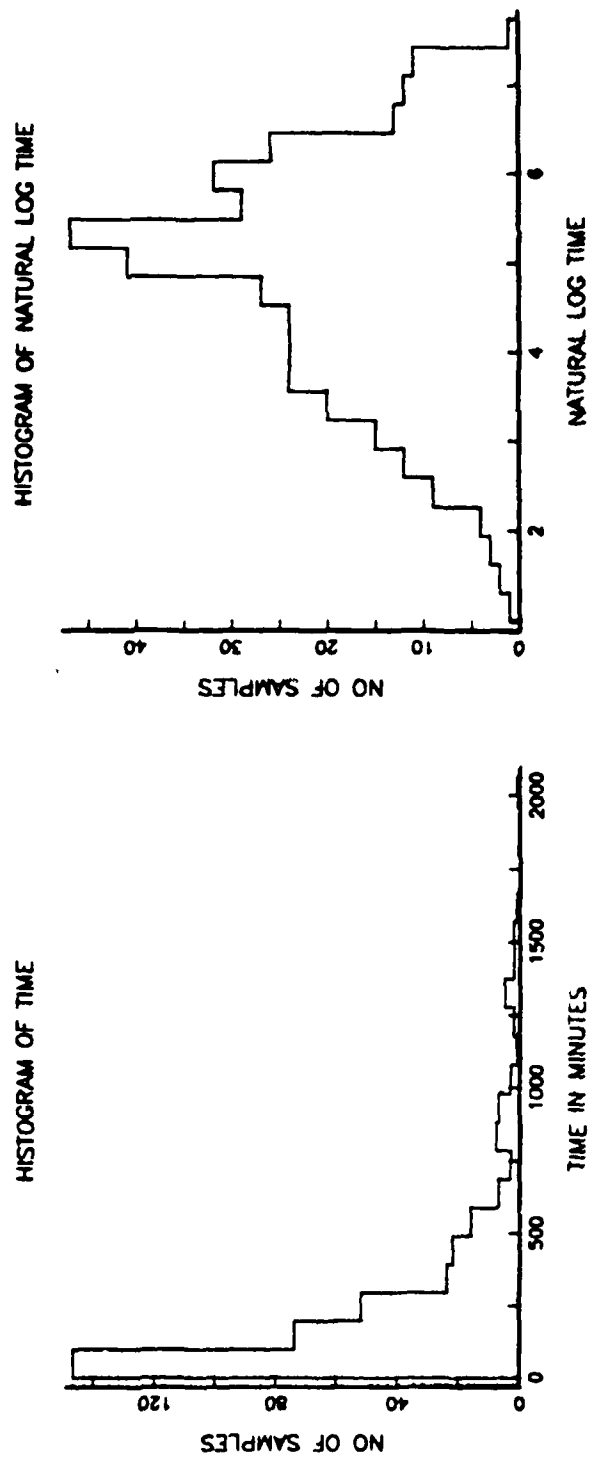 HISTOGRAM OF TIME
NO OF SAMPLES
120
80
40
0
0 500 1000 1500 2000
TIME IN MINUTES
HISTOGRAM OF NATURAL LOG TIME
NO OF SAMPLES
40
30
20
10
0
2 4 6
NATURAL LOG TIME